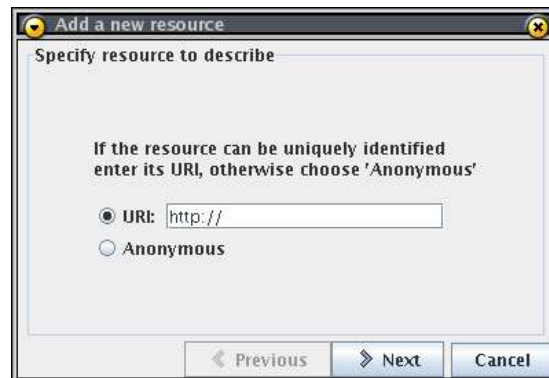 Add a new resource
Specify resource to describe
If the resource can be uniquely identified
enter its URI, otherwise choose 'Anonymous'
URI: http://
Anonymous
Previous Next Cancel